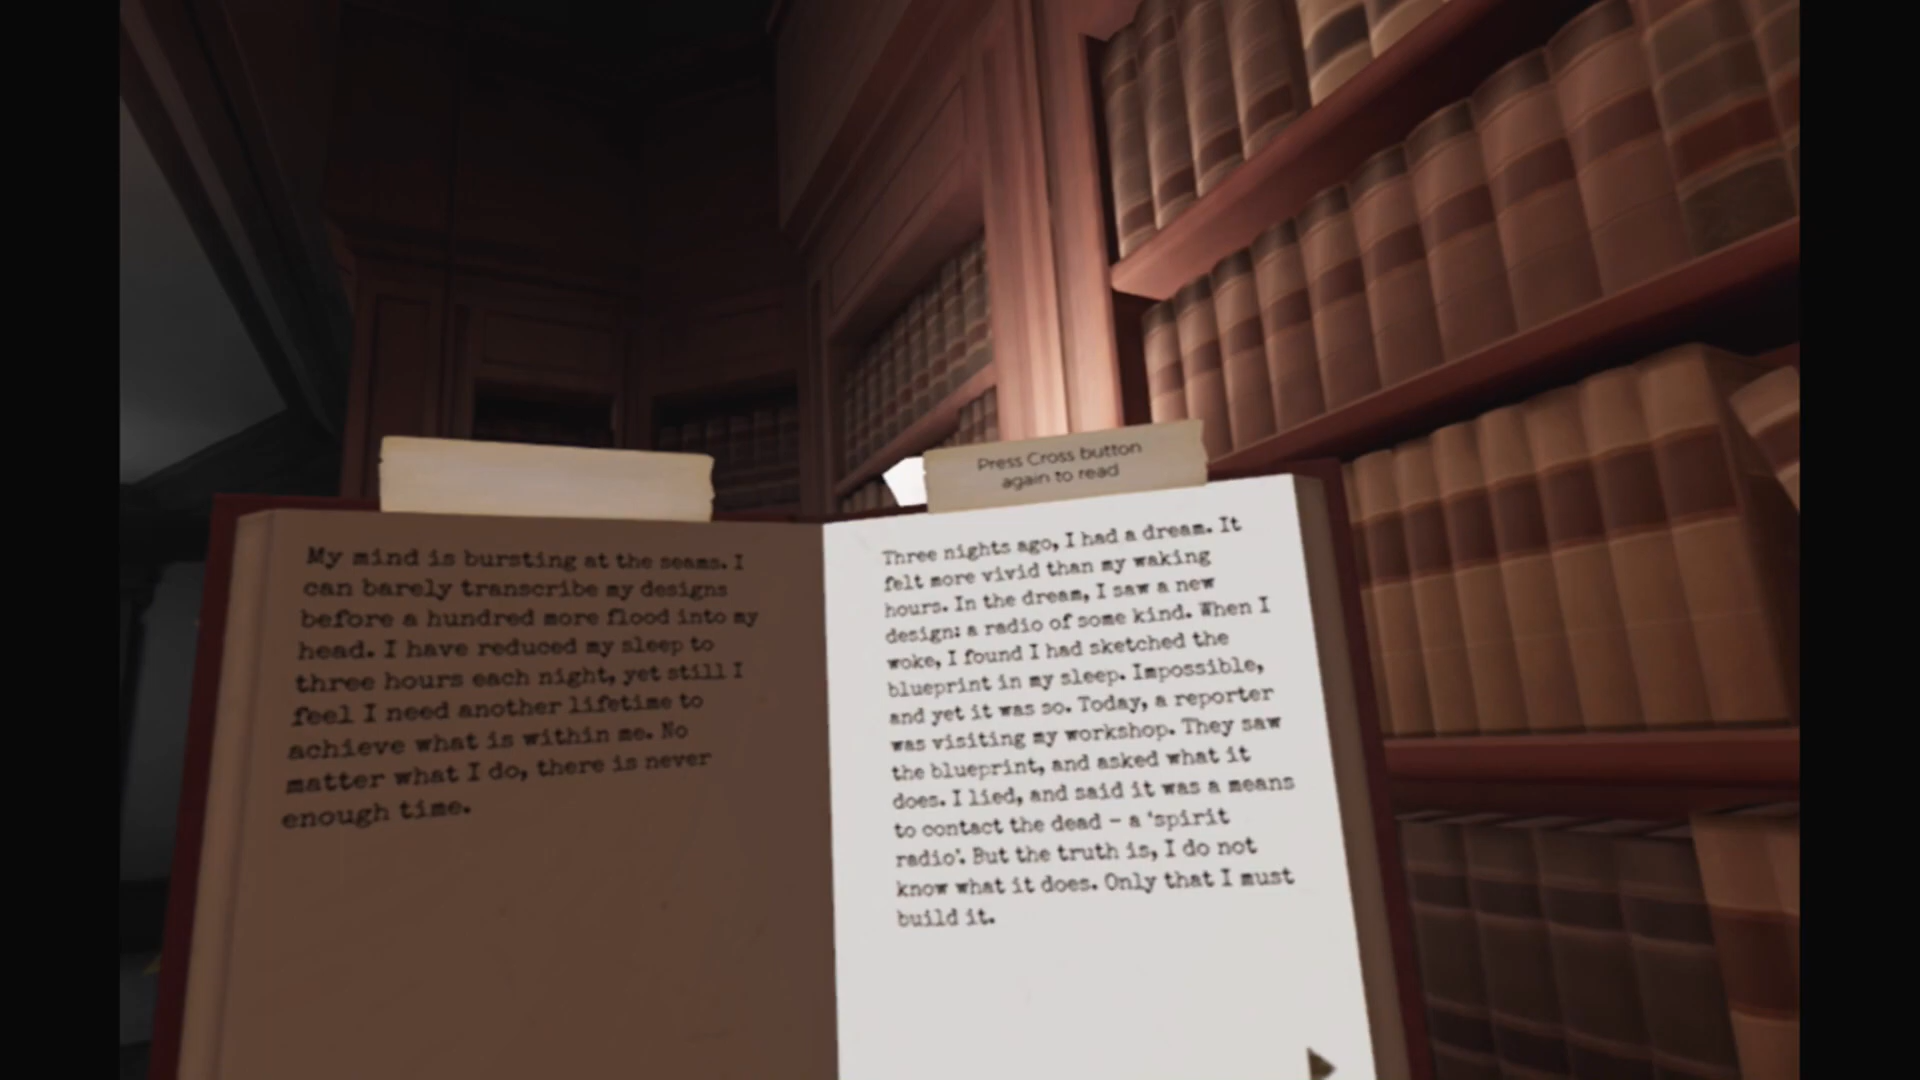 Press Cross button
again to read
My mind is bursting at the seams. I
can barely transcribe my designs
before a hundred more flood into my
head. I have reduced my sleep to
three hours each night, yet still I
feel I need another lifetime to
achieve what is within me. No
matter what I do, there is never
enough time.
Three nights ago, I had a dream. It
felt more vivid than my waking
hours. In the dream, I saw a new
design: a radio of some kind. When I
woke, I found I had sketched the
blueprint in my sleep. Impossible,
and yet it was so. Today, a reporter
was visiting my workshop. They saw
the blueprint, and asked what it
does. I lied, and said it was a means
to contact the dead – a 'spirit
radio'. But the truth is, I do not
know what it does. Only that I must
build it.